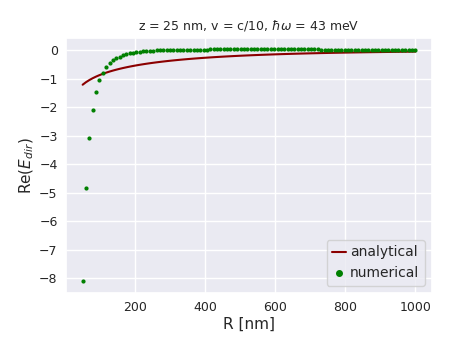 z = 25 nm, v = c/10, ℏω = 43 meV
0
−1
−2
−3
−4
−5
−6
−7
−8
Re(E_dir)
200
400
600
800
1000
R [nm]
analytical
numerical